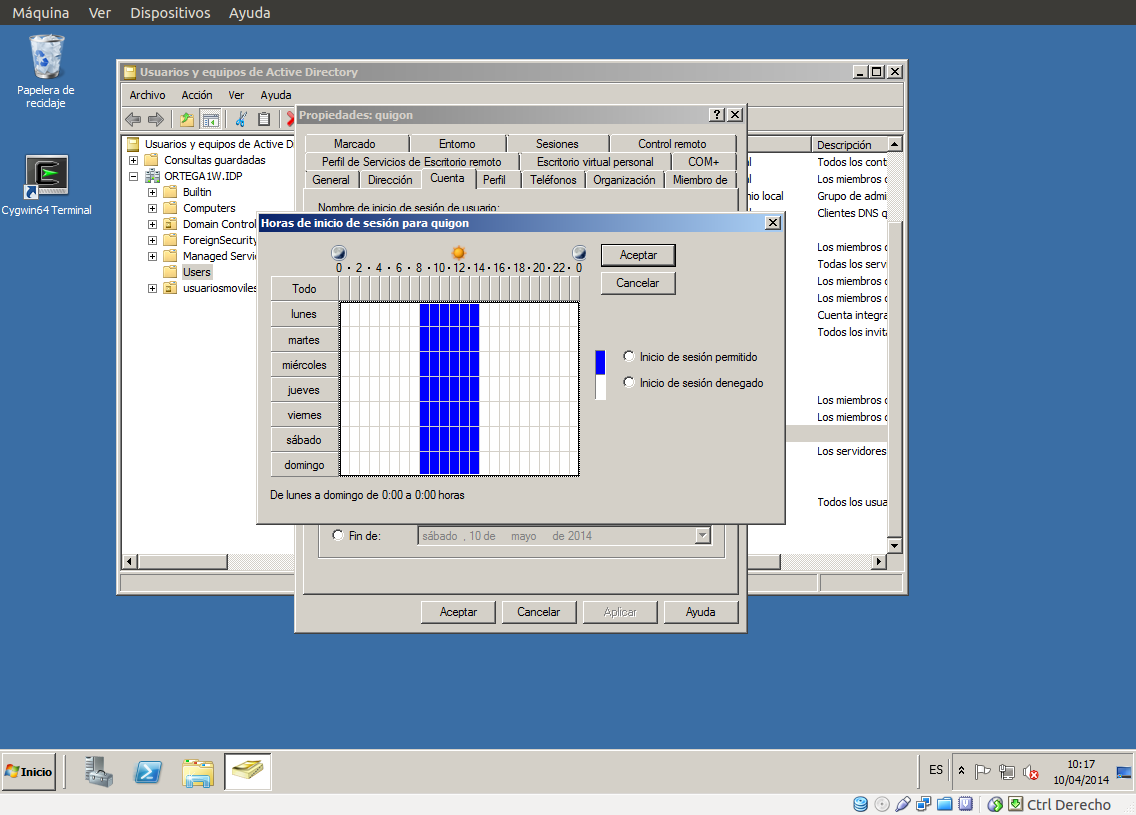 Máquina Ver Dispositivos Ayuda
Papelera de
reciclaje
Cygwin64 Terminal
Usuarios y equipos de Active Directory
Archivo Acción Ver Ayuda
Usuarios y equipos de Active D
Consultas guardadas
ORTEGA1W.IDP
Builtin
Computers
Domain Control
ForeignSecurity
Managed Servi
Users
usuariosmoviles
Descripción
Todos los cont
Los miembros d
io local Grupo de admi
Clientes DNS q
Los miembros d
Todas los servi
Los miembros d
Los miembros d
Cuenta integra
Todos los invita
Los miembros d
Los miembros d
Los servidores
Todos los usua
Propiedades: quigon
Marcado Entorno Sesiones Control remoto
Perfil de Servicios de Escritorio remoto Escritorio virtual personal COM+
General Dirección Cuenta Perfil Teléfonos Organización Miembro de
Nombre de inicio de sesión de usuario:
Horas de inicio de sesión para quigon
0 · 2 · 4 · 6 · 8 · 10 · 12 · 14 · 16 · 18 · 20 · 22 · 0
Todo
lunes
martes
miércoles
jueves
viernes
sábado
domingo
Aceptar
Cancelar
Inicio de sesión permitido
Inicio de sesión denegado
De lunes a domingo de 0:00 a 0:00 horas
Fin de: sábado , 10 de mayo de 2014
Aceptar Cancelar Aplicar Ayuda
Inicio
ES
10:17
10/04/2014
Ctrl Derecho